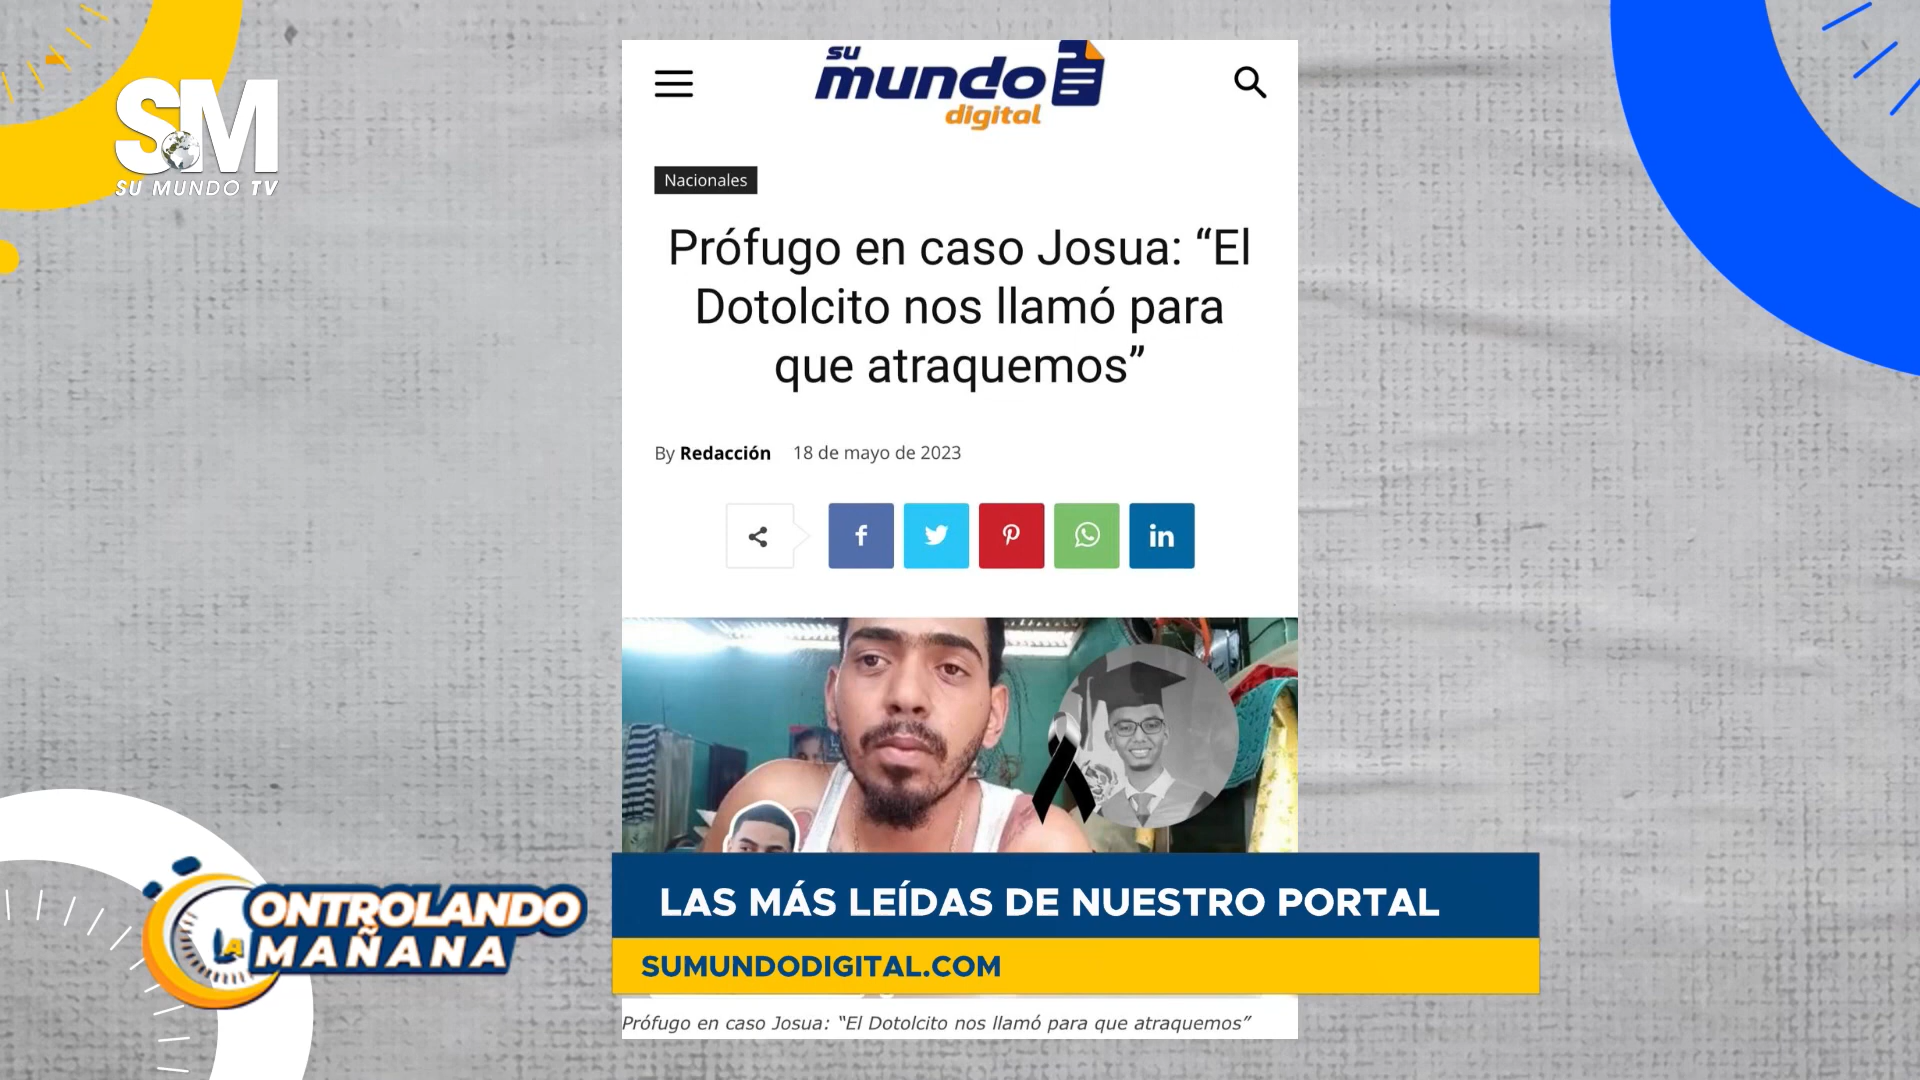 SM
SU MUNDO TV
su
mundo
digital
Nacionales
Prófugo en caso Josua: “El
Dotolcito nos llamó para
que atraquemos”
By Redacción 18 de mayo de 2023
CONTROLANDO
LA
MAÑANA
LAS MÁS LEÍDAS DE NUESTRO PORTAL
SUMUNDODIGITAL.COM
Prófugo en caso Josua: “El Dotolcito nos llamó para que atraquemos”